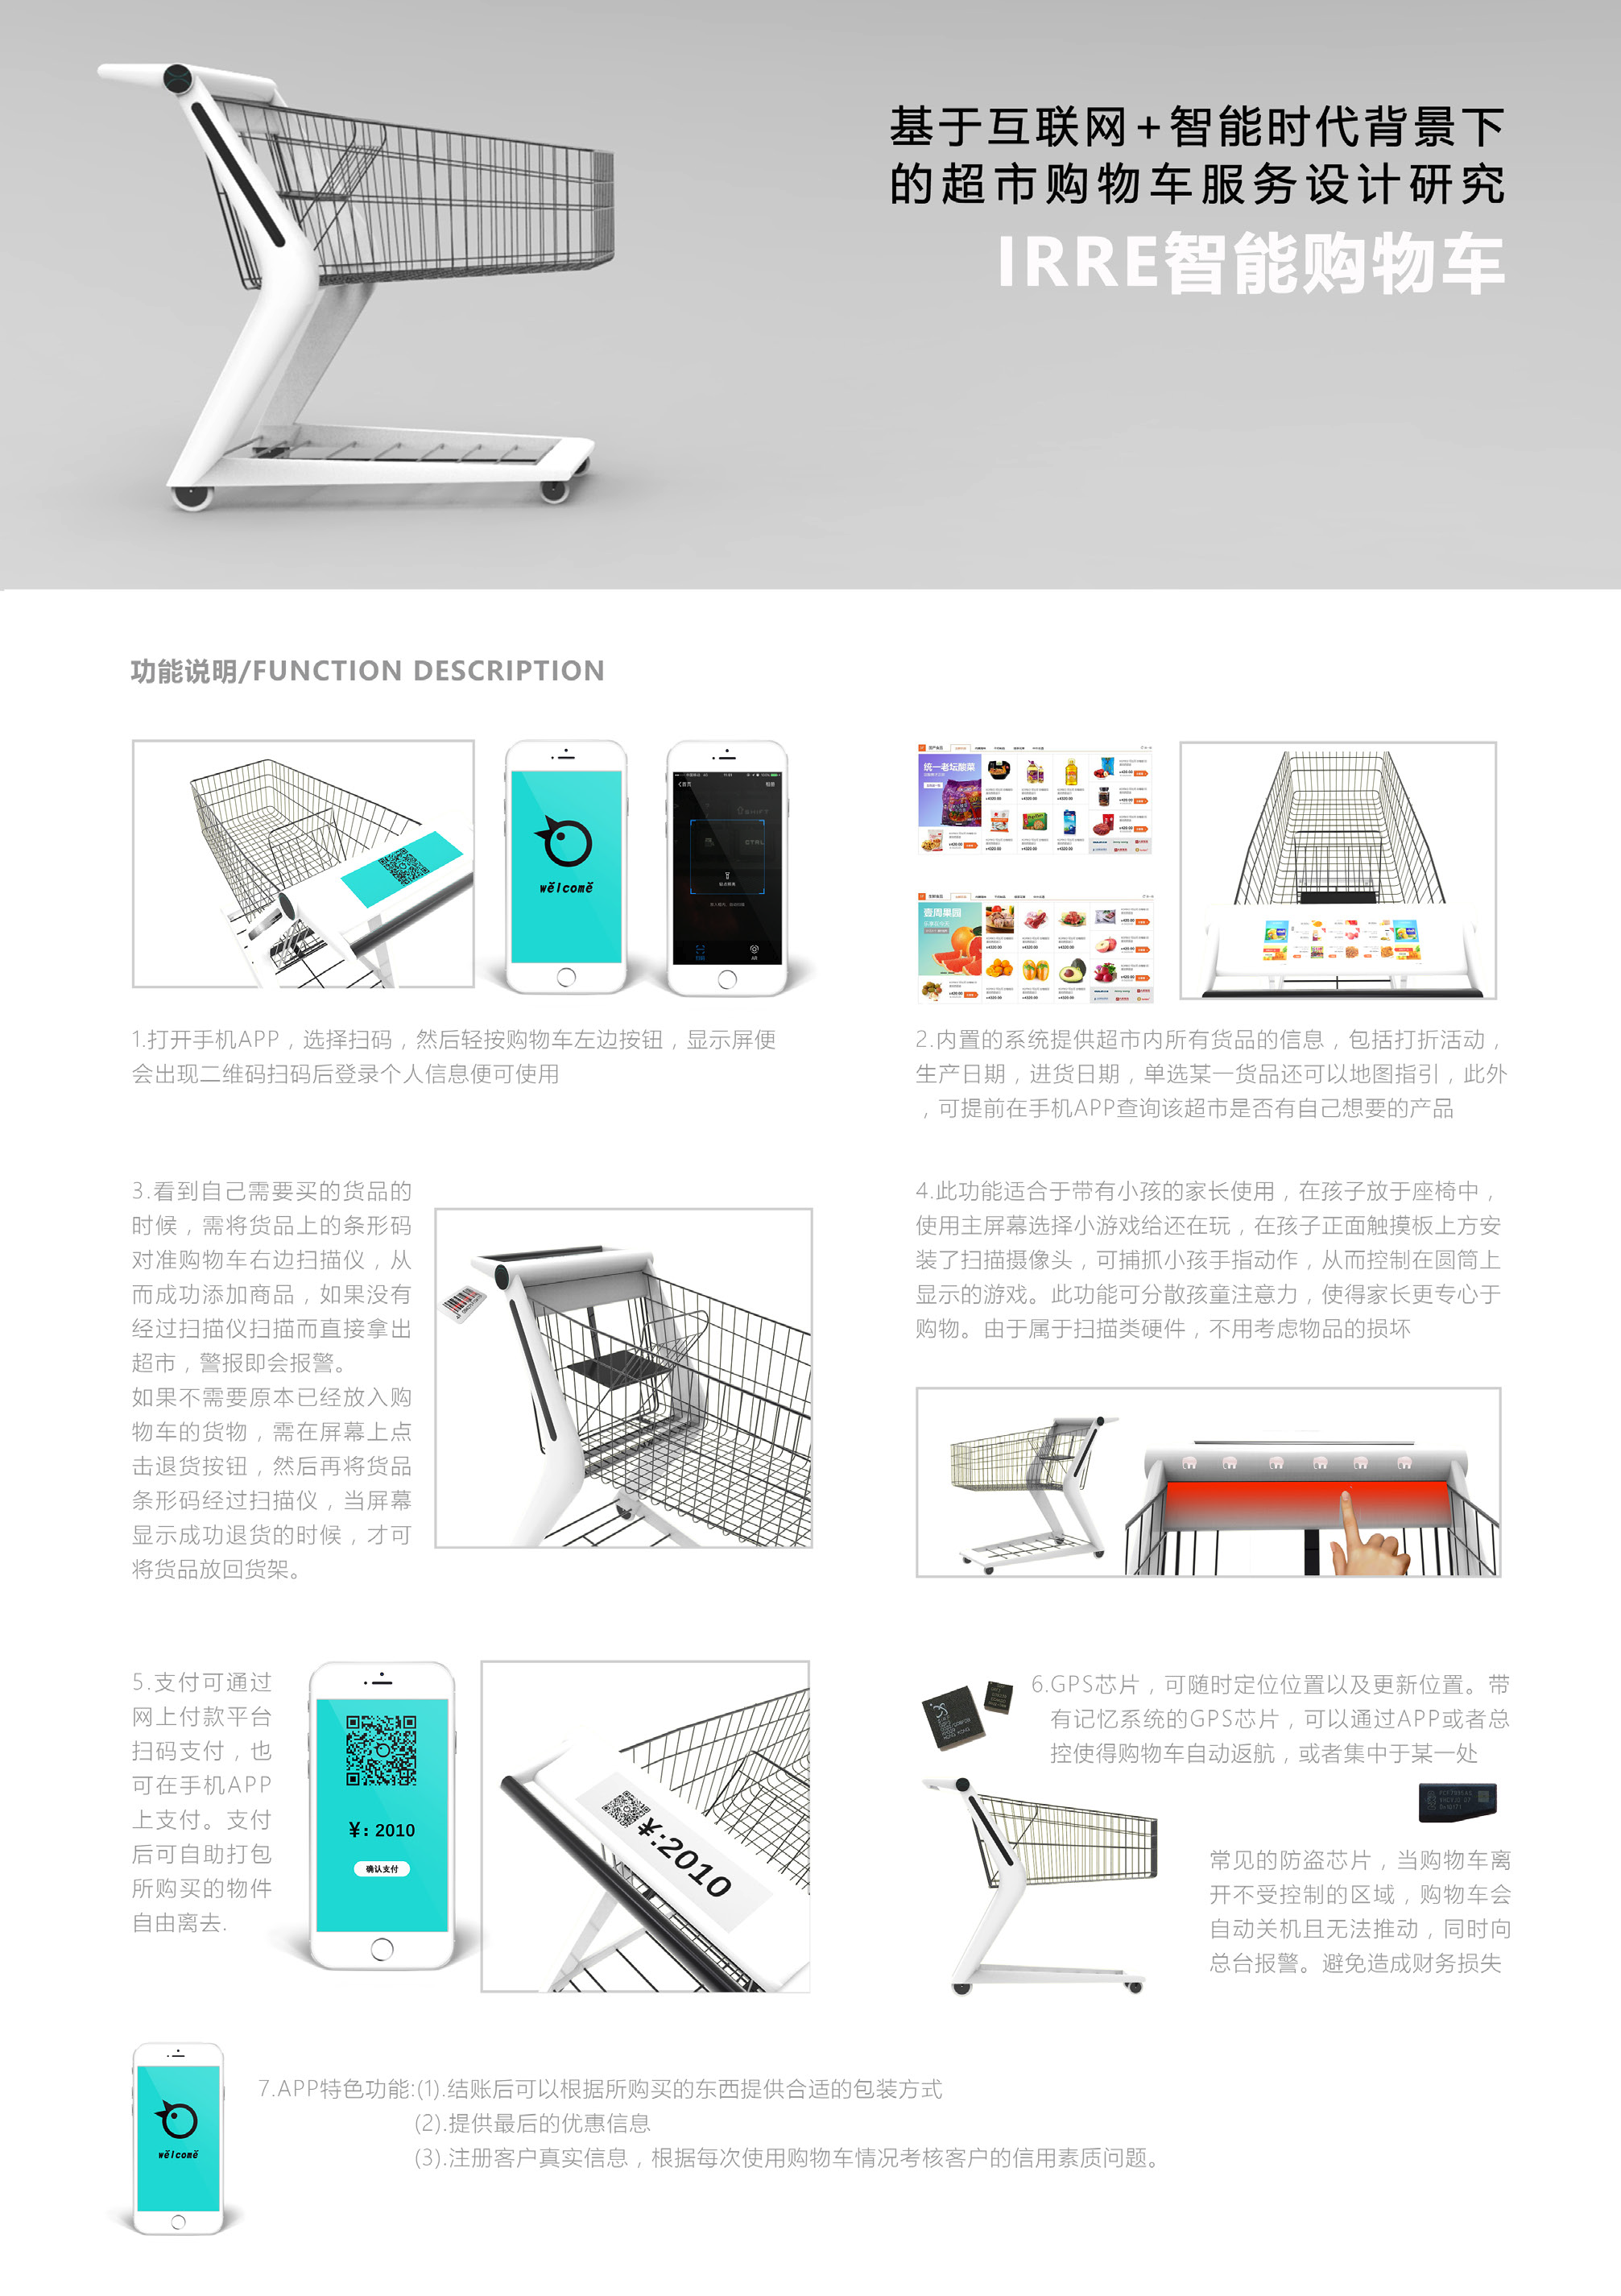 基于互联网+智能时代背景下
的超市购物车服务设计研究
IRRE智能购物车
功能说明/FUNCTION DESCRIPTION
wĕlcomĕ
1.打开手机APP，选择扫码，然后轻按购物车左边按钮，显示屏便
会出现二维码扫码后登录个人信息便可使用
统一老坛酸菜
壹周果园
2.内置的系统提供超市内所有货品的信息，包括打折活动，
生产日期，进货日期，单选某一货品还可以地图指引，此外
，可提前在手机APP查询该超市是否有自己想要的产品
3.看到自己需要买的货品的
时候，需将货品上的条形码
对准购物车右边扫描仪，从
而成功添加商品，如果没有
经过扫描仪扫描而直接拿出
超市，警报即会报警。
如果不需要原本已经放入购
物车的货物，需在屏幕上点
击退货按钮，然后再将货品
条形码经过扫描仪，当屏幕
显示成功退货的时候，才可
将货品放回货架。
4.此功能适合于带有小孩的家长使用，在孩子放于座椅中，
使用主屏幕选择小游戏给还在玩，在孩子正面触摸板上方安
装了扫描摄像头，可捕抓小孩手指动作，从而控制在圆筒上
显示的游戏。此功能可分散孩童注意力，使得家长更专心于
购物。由于属于扫描类硬件，不用考虑物品的损坏
5.支付可通过
网上付款平台
扫码支付，也
可在手机APP
上支付。支付
后可自助打包
所购买的物件
自由离去.
¥: 2010
确认支付
¥:2010
6.GPS芯片，可随时定位位置以及更新位置。带
有记忆系统的GPS芯片，可以通过APP或者总
控使得购物车自动返航，或者集中于某一处
常见的防盗芯片，当购物车离
开不受控制的区域，购物车会
自动关机且无法推动，同时向
总台报警。避免造成财务损失
wĕlcomĕ
7.APP特色功能:(1).结账后可以根据所购买的东西提供合适的包装方式
(2).提供最后的优惠信息
(3).注册客户真实信息，根据每次使用购物车情况考核客户的信用素质问题。